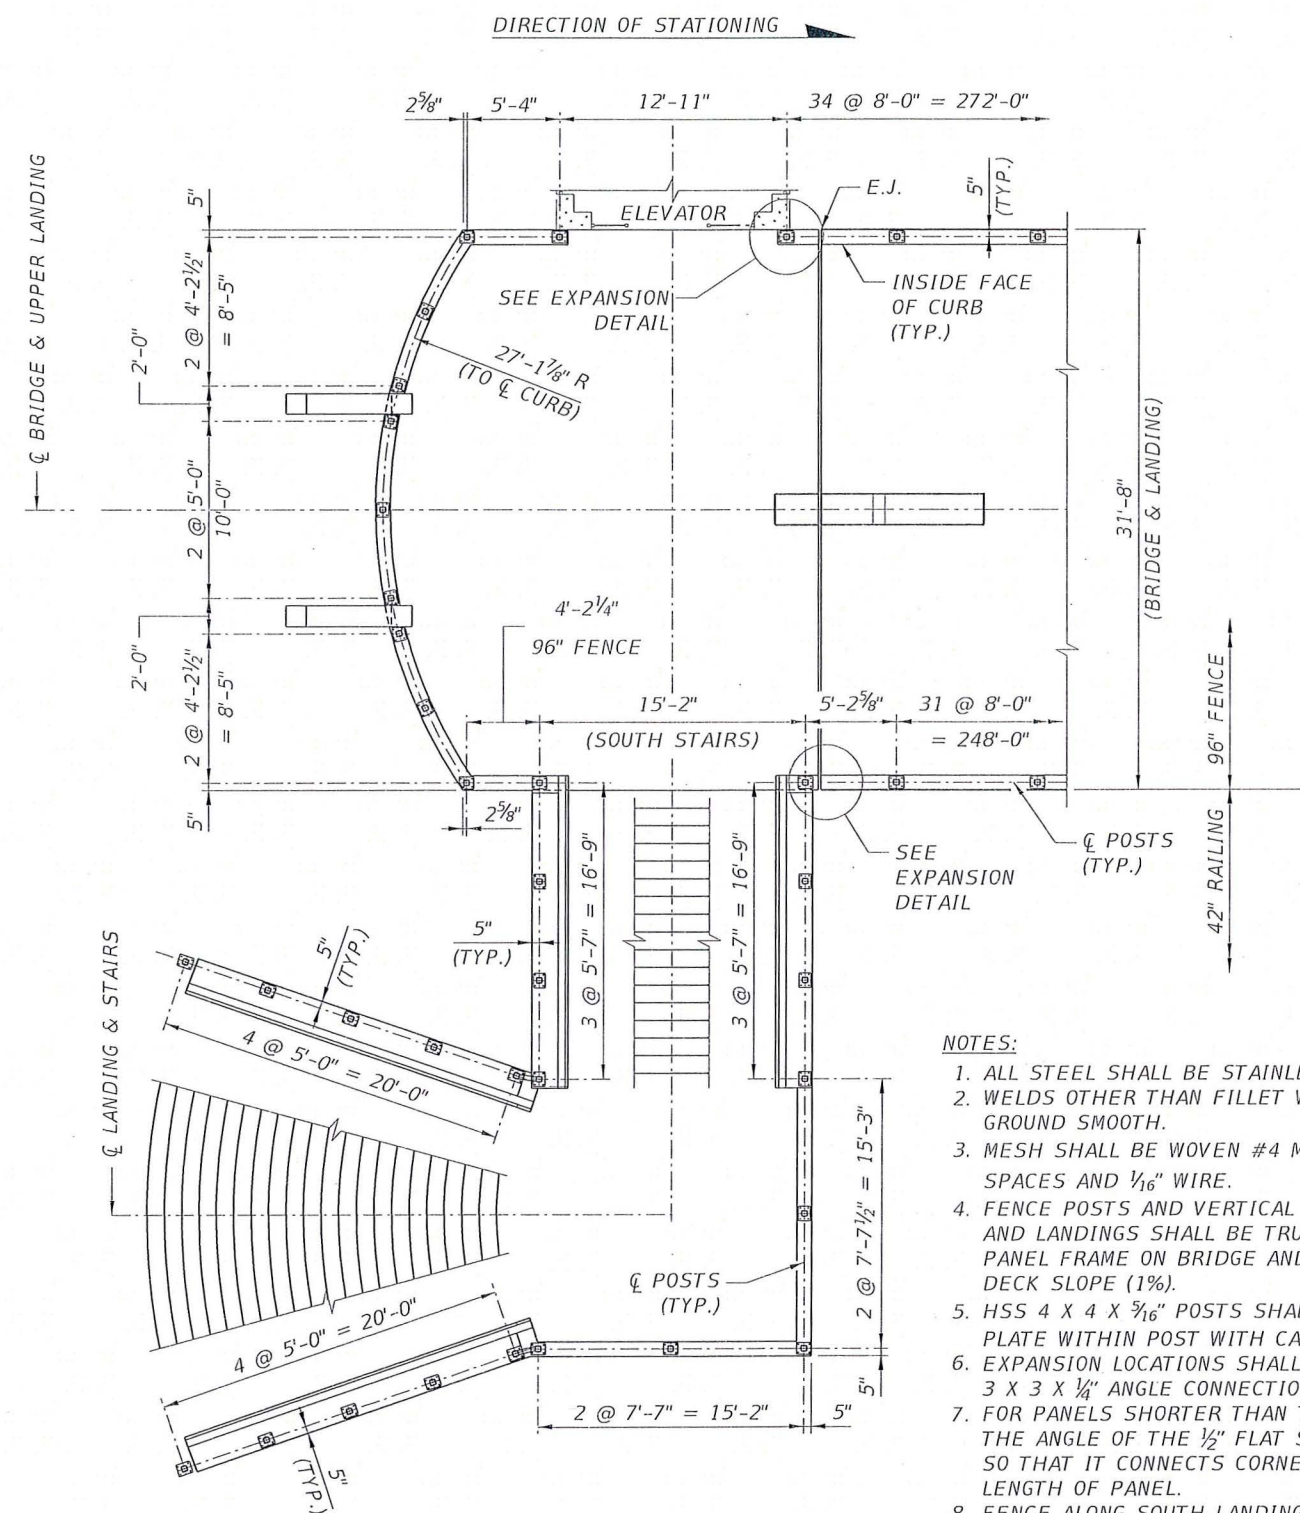 DIRECTION OF STATIONING
2⅝"
5'-4"
12'-11"
34 @ 8'-0" = 272'-0"
℄ BRIDGE & UPPER LANDING
5"
2 @ 4'-2½"
= 8'-5"
2'-0"
2 @ 5'-0"
10'-0"
2'-0"
2 @ 4'-2½"
= 8'-5"
5"
ELEVATOR
E.J.
5"
(TYP.)
SEE EXPANSION
DETAIL
INSIDE FACE
OF CURB
(TYP.)
27'-1⅞" R
(TO ℄ CURB)
31'-8"
(BRIDGE & LANDING)
4'-2¼"
96" FENCE
15'-2"
(SOUTH STAIRS)
5'-2⅝"
31 @ 8'-0"
= 248'-0"
96" FENCE
42" RAILING
2⅝"
3 @ 5'-7" = 16'-9"
3 @ 5'-7" = 16'-9"
SEE
EXPANSION
DETAIL
℄ POSTS
(TYP.)
5"
(TYP.)
℄ LANDING & STAIRS
5"
(TYP.)
4 @ 5'-0" = 20'-0"
2 @ 7'-7½" = 15'-3"
℄ POSTS
(TYP.)
4 @ 5'-0" = 20'-0"
5"
2 @ 7'-7" = 15'-2"
5"
5"
(TYP.)
NOTES:
1. ALL STEEL SHALL BE
2. WELDS OTHER THAN FILLET
GROUND SMOOTH.
3. MESH SHALL BE WOVEN #4
SPACES AND 1/16" WIRE.
4. FENCE POSTS AND VERTICAL
AND LANDINGS SHALL BE
PANEL FRAME ON BRIDGE
DECK SLOPE (1%).
5. HSS 4 X 4 X 5/16" POSTS
PLATE WITHIN POST WITH
6. EXPANSION LOCATIONS SHALL
3 X 3 X ¼" ANGLE
7. FOR PANELS SHORTER THAN
THE ANGLE OF THE ½" FLAT
SO THAT IT CONNECTS
LENGTH OF PANEL.
8. FENCE ALONG SOUTH LANDING